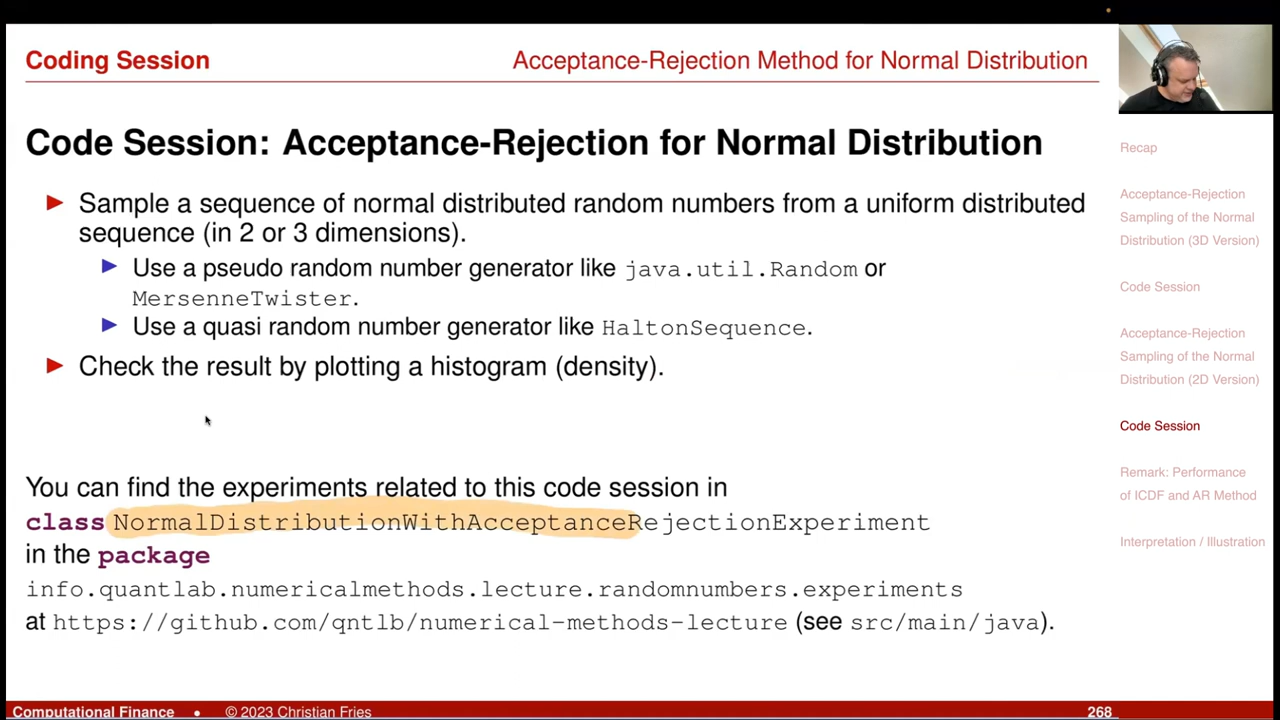 Coding Session
Acceptance-Rejection Method for Normal Distribution
Code Session: Acceptance-Rejection for Normal Distribution
Sample a sequence of normal distributed random numbers from a uniform distributed
sequence (in 2 or 3 dimensions).
Use a pseudo random number generator like java.util.Random or
MersenneTwister.
Use a quasi random number generator like HaltonSequence.
Check the result by plotting a histogram (density).
You can find the experiments related to this code session in
class NormalDistributionWithAcceptanceRejectionExperiment
in the package
info.quantlab.numericalmethods.lecture.randomnumbers.experiments
at https://github.com/qntlb/numerical-methods-lecture (see src/main/java).
Recap
Acceptance-Rejection
Sampling of the Normal
Distribution (3D Version)
Code Session
Acceptance-Rejection
Sampling of the Normal
Distribution (2D Version)
Code Session
Remark: Performance
of ICDF and AR Method
Interpretation / Illustration
Computational Finance • © 2023 Christian Fries
268